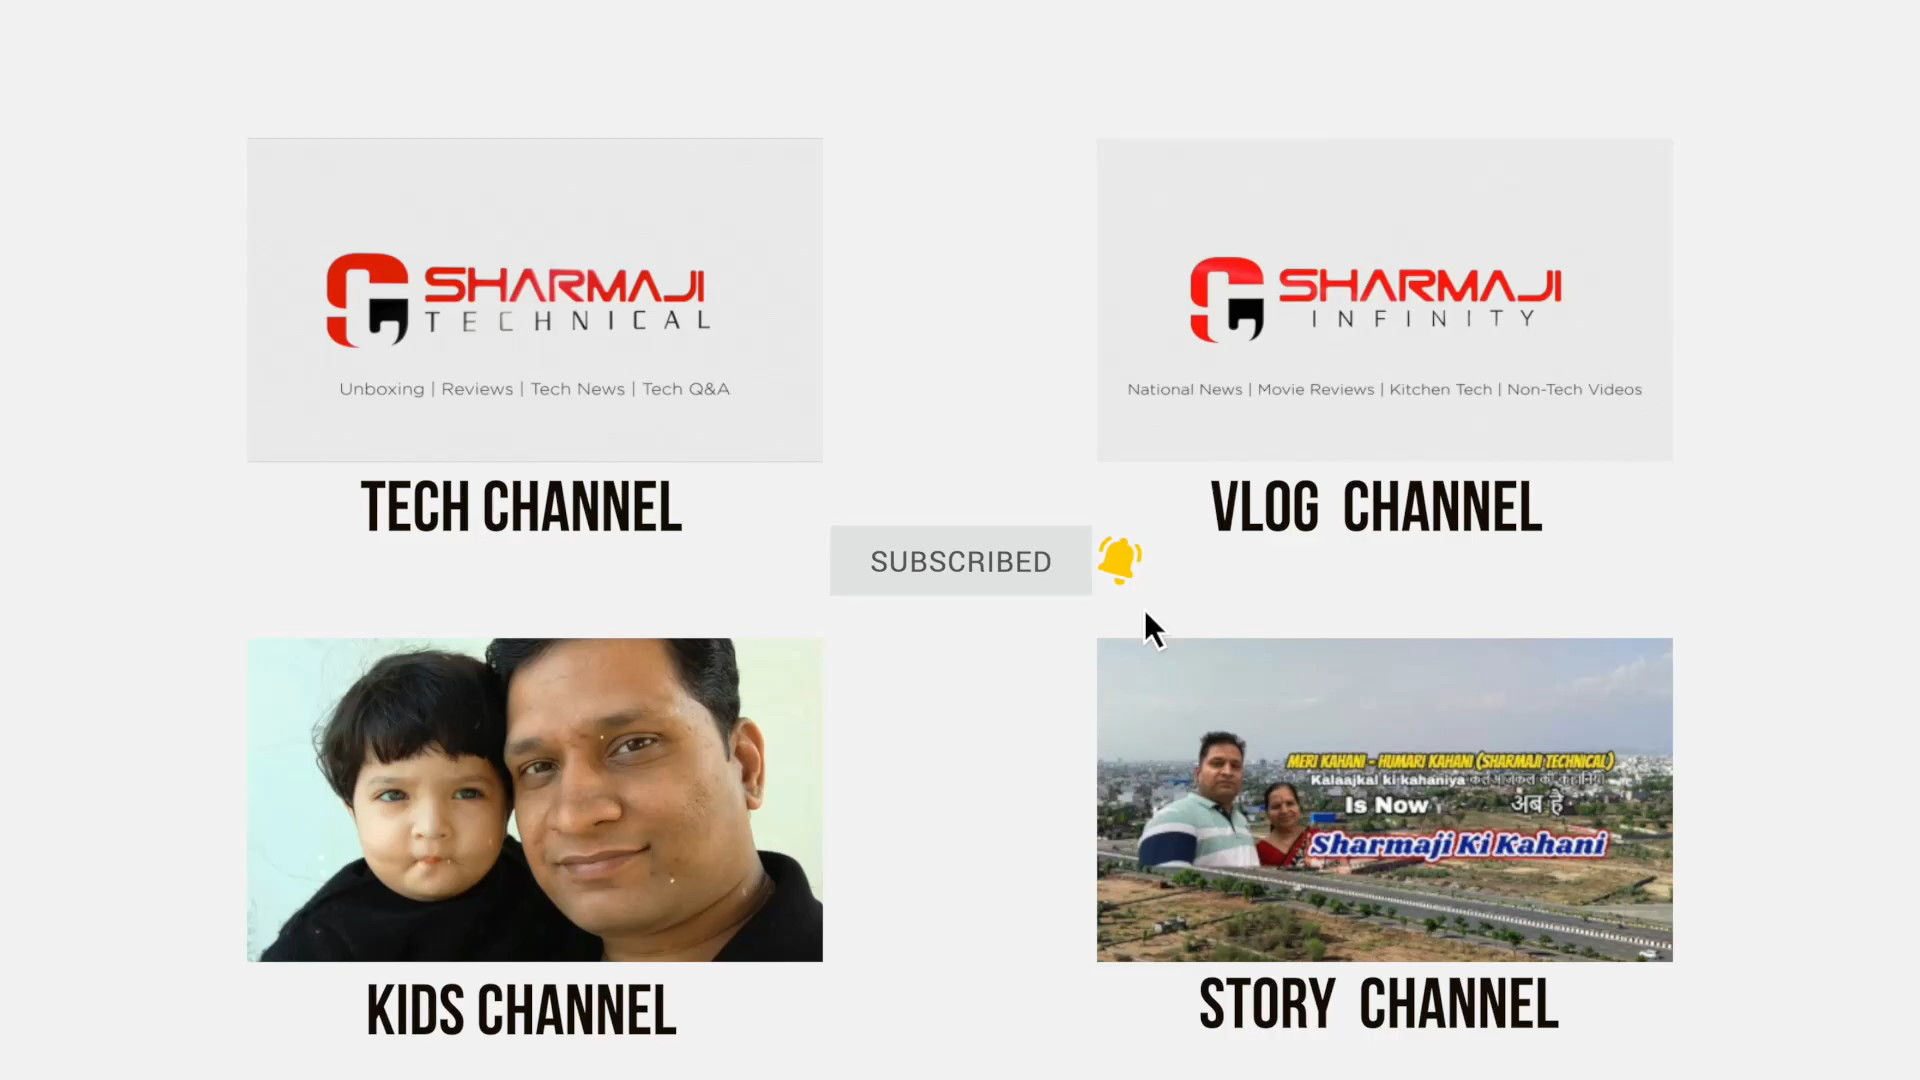 SHARMAJI
TECHNICAL
Unboxing | Reviews | Tech News | Tech Q&A
TECH CHANNEL
SHARMAJI
INFINITY
National News | Movie Reviews | Kitchen Tech | Non-Tech Videos
VLOG CHANNEL
SUBSCRIBED
KIDS CHANNEL
MERI KAHANI - HUMARI KAHANI (SHARMAJI TECHNICAL)
Kalaajkal ki kahaniya कलआजकल की कहानियां
Is Now अब है
Sharmaji Ki Kahani
STORY CHANNEL